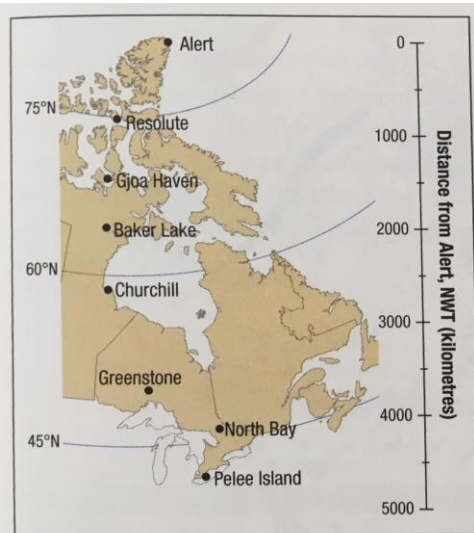 Alert
75°N
Resolute
Gjoa Haven
Baker Lake
60°N
Churchill
Greenstone
North Bay
45°N
Pelee Island
0
1000
2000
3000
4000
5000
Distance from Alert, NWT (kilometres)